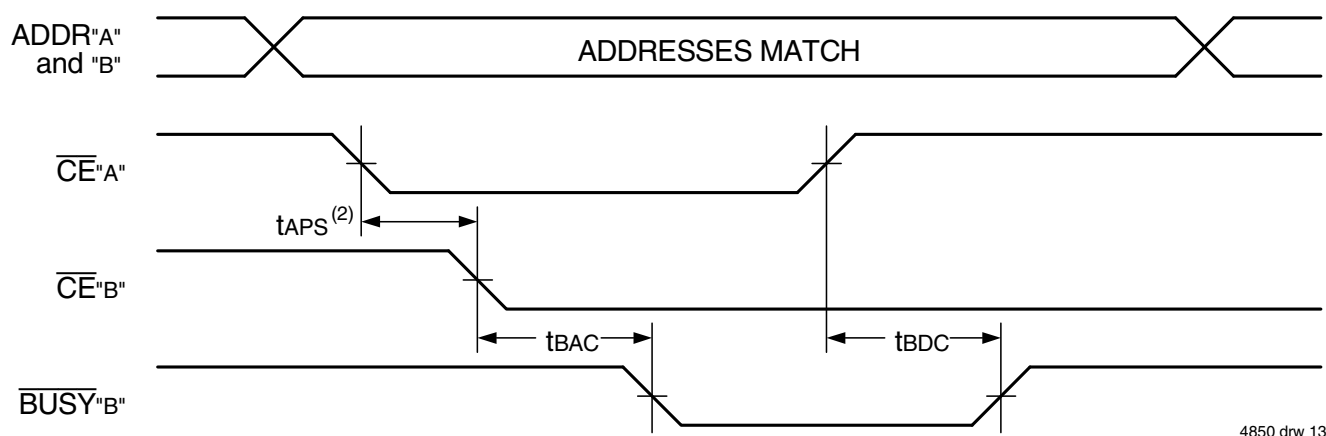 ADDR"A"
and "B"
ADDRESSES MATCH
CE"A"
tAPS(2)
CE"B"
tBAC
tBDC
BUSY"B"
4850 drw 13